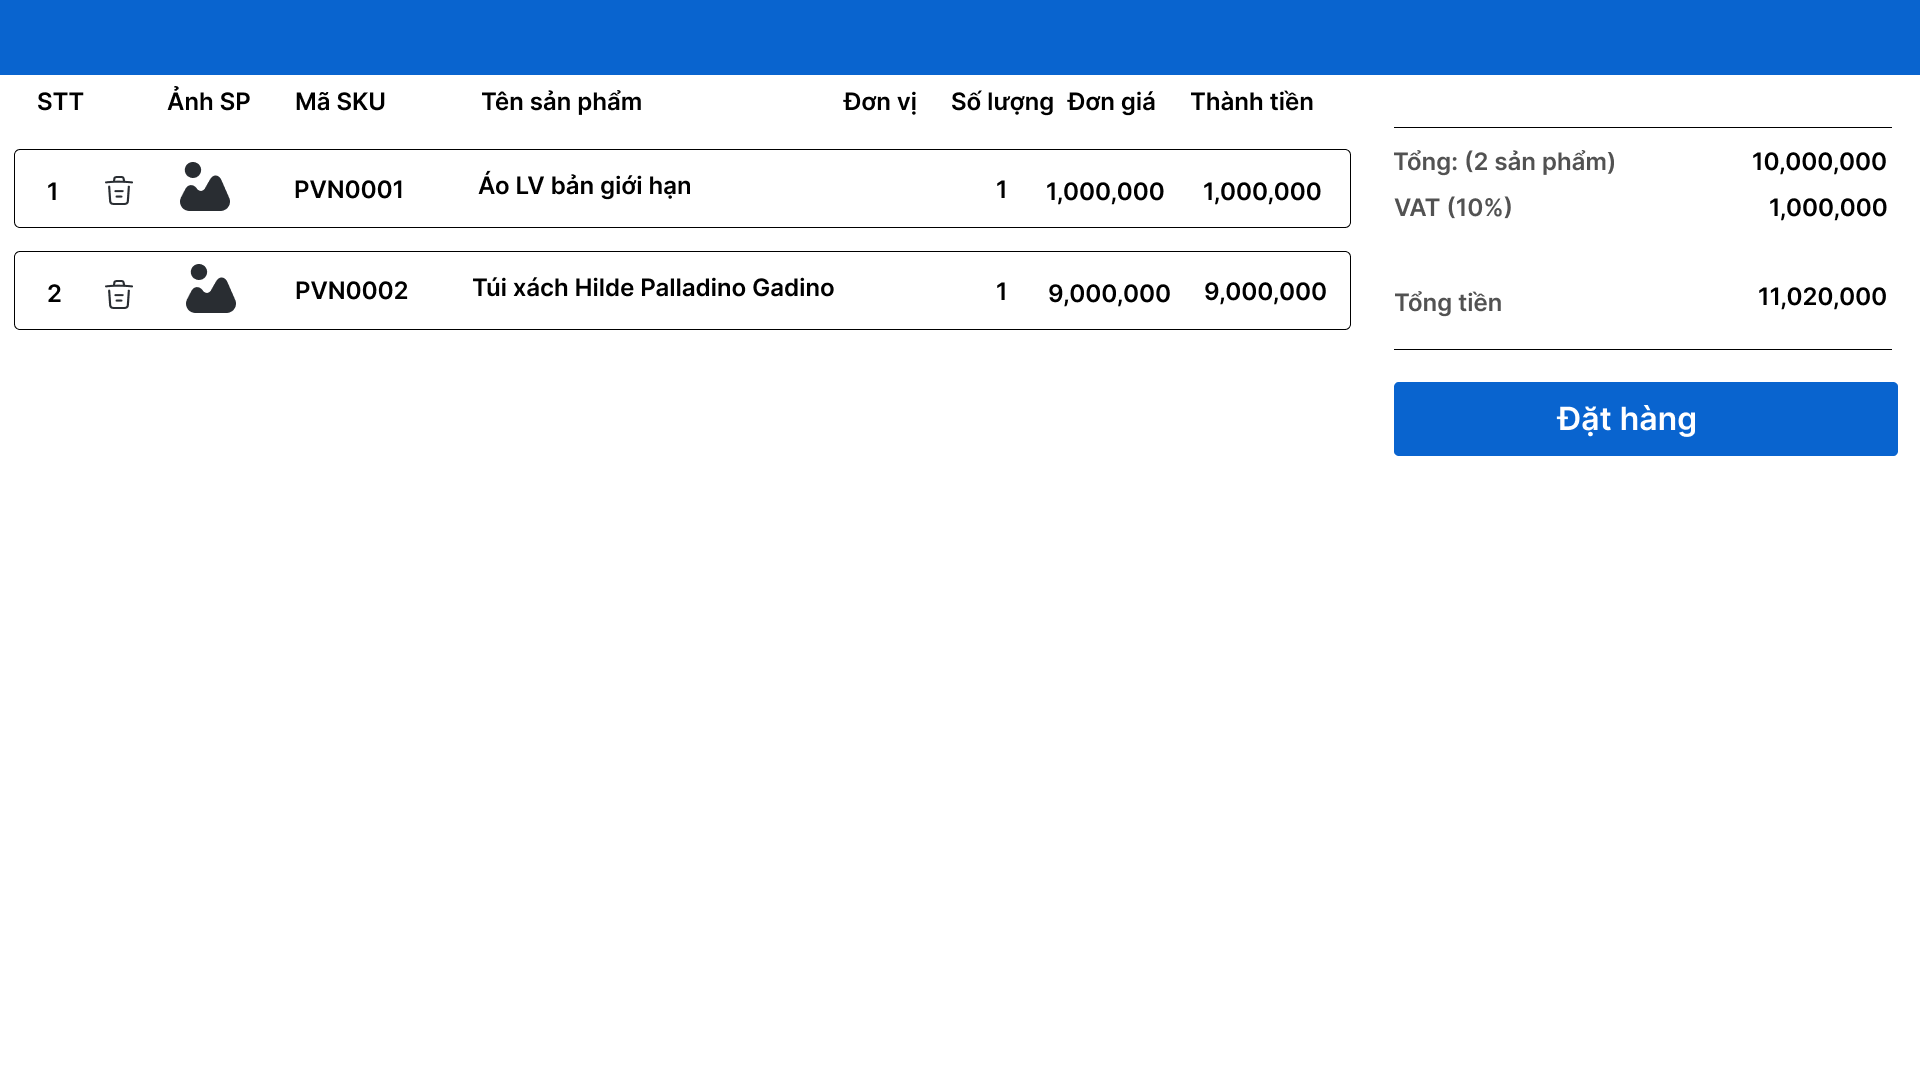 STT Ảnh SP Mã SKU Tên sản phẩm Đơn vị Số lượng Đơn giá Thành tiền
1 PVN0001 Áo LV bản giới hạn 1 1,000,000 1,000,000
2 PVN0002 Túi xách Hilde Palladino Gadino 1 9,000,000 9,000,000
Tổng: (2 sản phẩm) 10,000,000
VAT (10%) 1,000,000
Tổng tiền 11,020,000
Đặt hàng